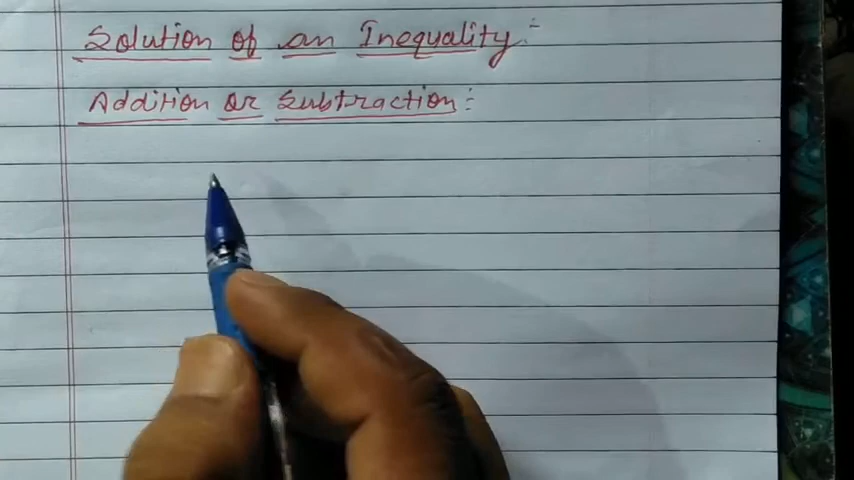 Solution of an Inequality:-
Addition or Subtraction: